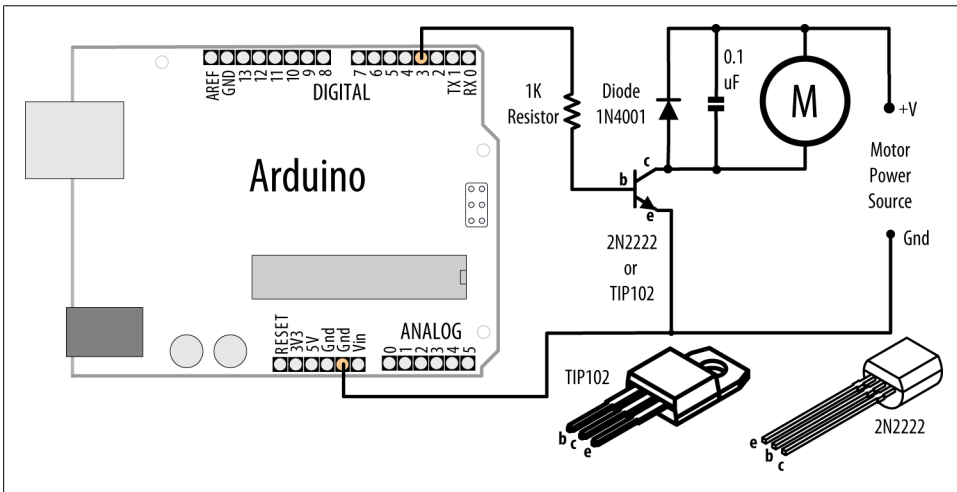 AREF
GND
13
12
11
10
9
8
7
6
5
4
3
2
TX 1
RX 0
DIGITAL
Arduino
RESET
3V3
5V
Gnd
Gnd
Vin
ANALOG
0
1
2
3
4
5
1K
Resistor
Diode
1N4001
0.1
uF
M
+V
Motor
Power
Source
Gnd
c
b
e
2N2222
or
TIP102
TIP102
b
c
e
2N2222
e
b
c